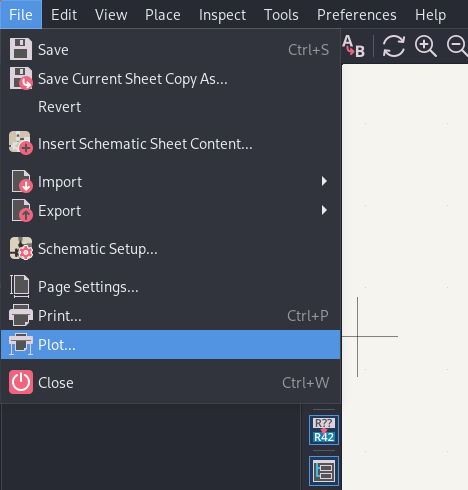 File Edit View Place Inspect Tools Preferences Help
Save Ctrl+S
A B
Save Current Sheet Copy As...
Revert
Insert Schematic Sheet Content...
Import
Export
Schematic Setup...
Page Settings...
Print... Ctrl+P
Plot...
Close Ctrl+W
R??
R42